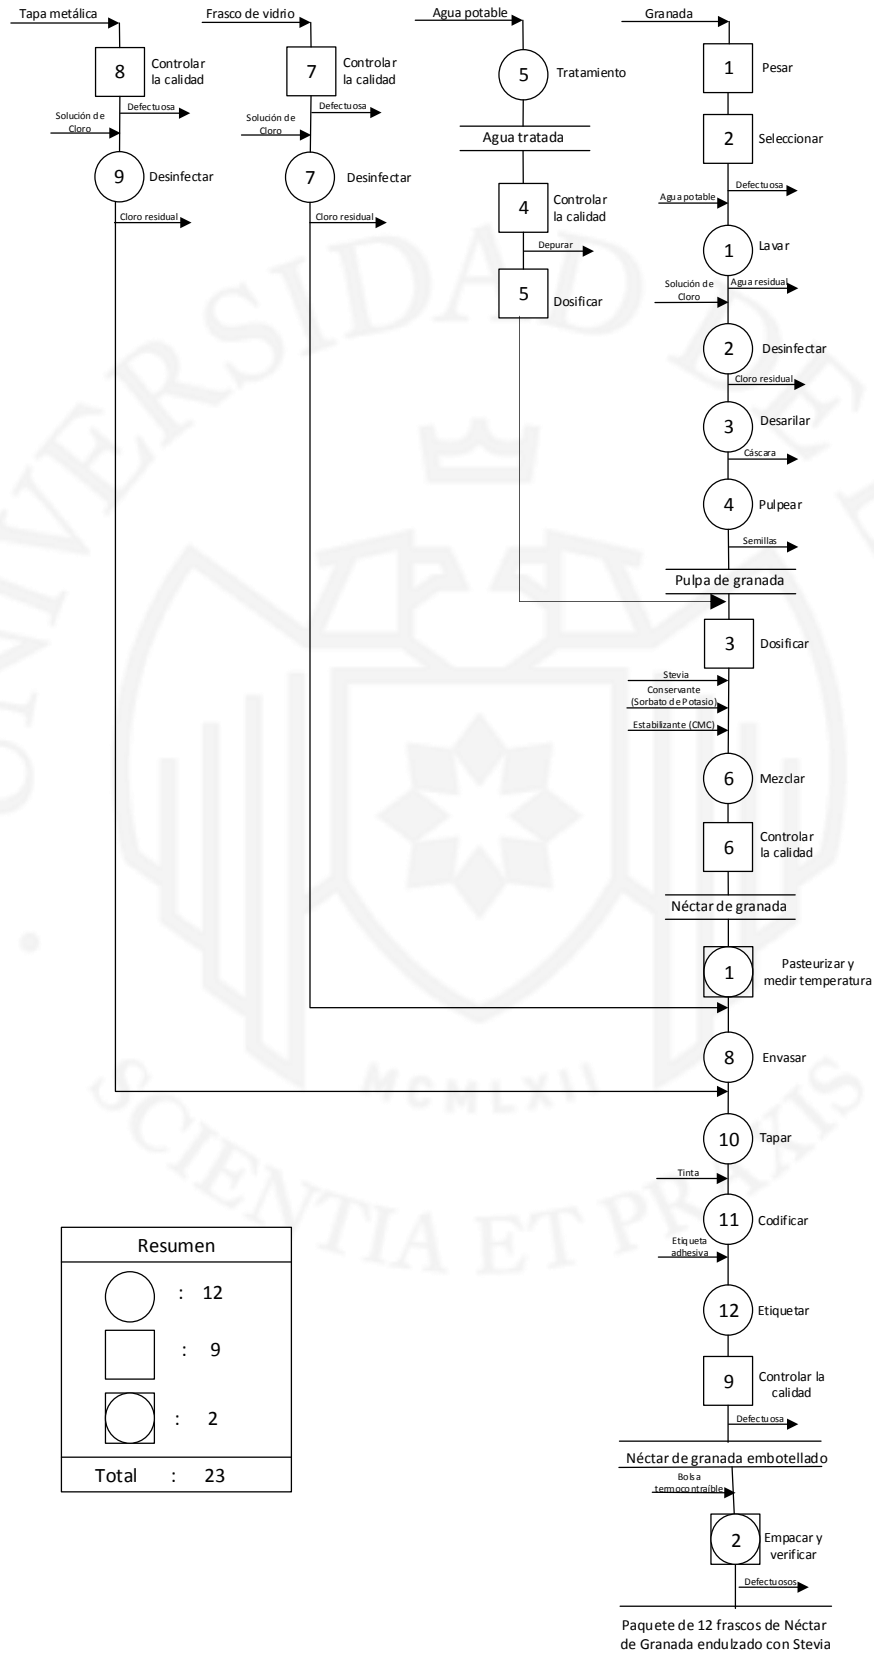 Tapa metálica
8
Controlar
la calidad
Defectuosa
Solución de
Cloro
9
Desinfectar
Cloro residual
Frasco de vidrio
7
Controlar
la calidad
Defectuosa
Solución de
Cloro
7
Desinfectar
Cloro residual
Agua potable
5
Tratamiento
Agua tratada
4
Controlar
la calidad
Depurar
5
Dosificar
Granada
1
Pesar
2
Seleccionar
Defectuosa
Agua potable
1
Lavar
Agua residual
Solución de
Cloro
2
Desinfectar
Cloro residual
3
Desarilar
Cáscara
4
Pulpear
Semillas
Pulpa de granada
3
Dosificar
Stevia
Conservante
(Sorbato de Potasio)
Estabilizante (CMC)
6
Mezclar
6
Controlar
la calidad
Néctar de granada
1
Pasteurizar y
medir temperatura
8
Envasar
10
Tapar
Tinta
11
Codificar
Etiqueta
adhesiva
12
Etiquetar
9
Controlar la
calidad
Defectuosa
Néctar de granada embotellado
Bolsa
termocontraíble
2
Empacar y
verificar
Defectuosos
Paquete de 12 frascos de Néctar
de Granada endulzado con Stevia
Resumen
: 12
: 9
: 2
Total : 23
UNIVERSIDAD DE L
SCIENTIA ET PRAXIS
MCMLXII